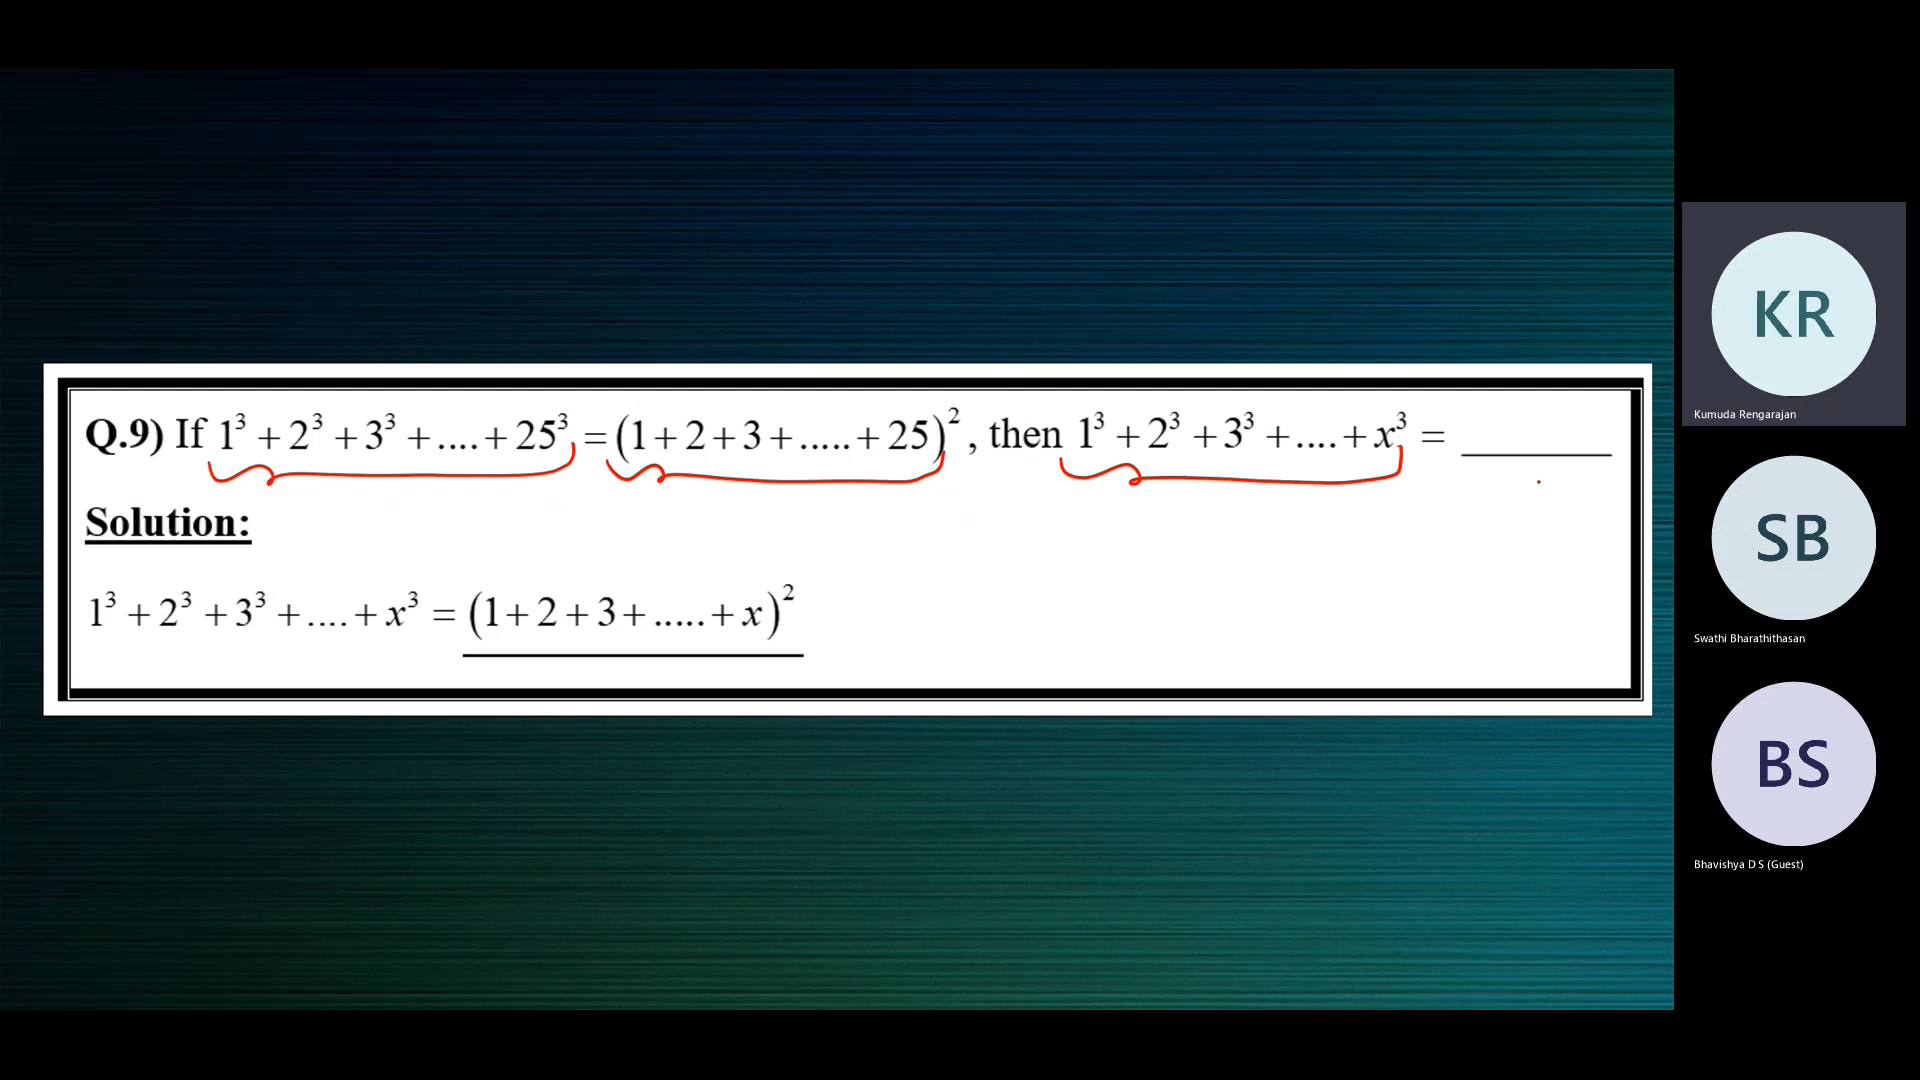 Q.9) If 1³ + 2³ + 3³ + .... + 25³ = (1 + 2 + 3 + ..... + 25)², then 1³ + 2³ + 3³ + .... + x³ = ________
Solution:
1³ + 2³ + 3³ + .... + x³ = (1 + 2 + 3 + ..... + x)²
KR
Kumuda Rengarajan
SB
Swathi Bharathithasan
BS
Bhavishya D S (Guest)